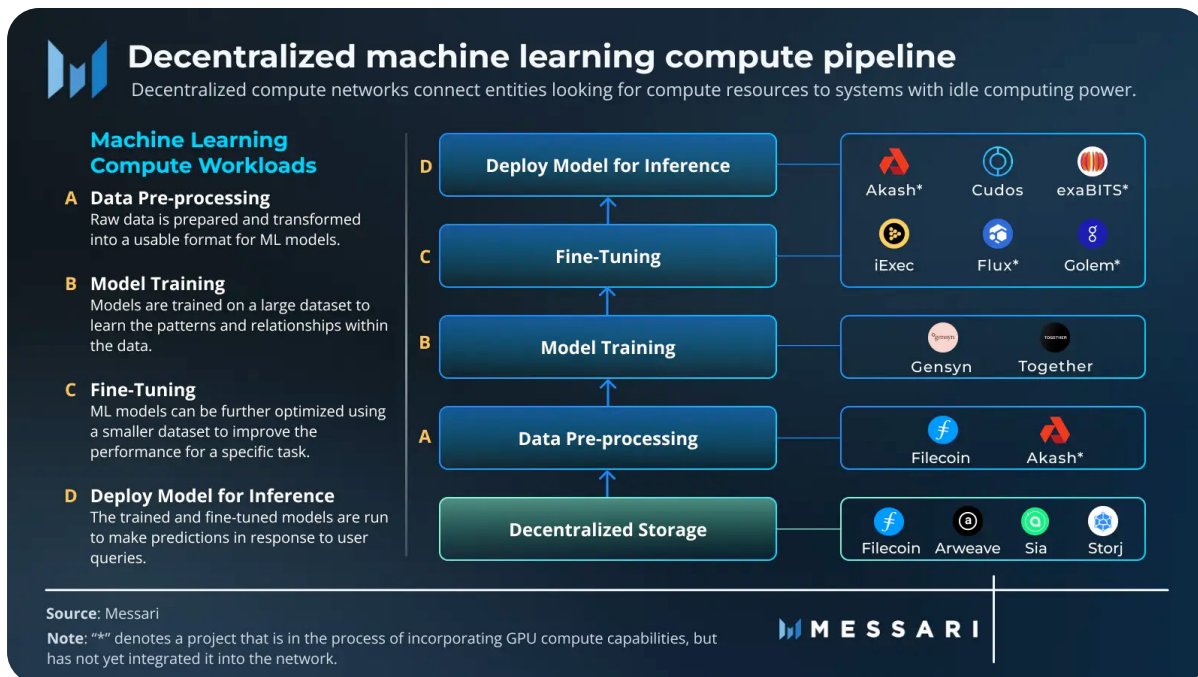 Decentralized machine learning compute pipeline
Decentralized compute networks connect entities looking for compute resources to systems with idle computing power.
Machine Learning
Compute Workloads
A Data Pre-processing
Raw data is prepared and transformed
into a usable format for ML models.
B Model Training
Models are trained on a large dataset to
learn the patterns and relationships within
the data.
C Fine-Tuning
ML models can be further optimized using
a smaller dataset to improve the
performance for a specific task.
D Deploy Model for Inference
The trained and fine-tuned models are run
to make predictions in response to user
queries.
D Deploy Model for Inference
C Fine-Tuning
B Model Training
A Data Pre-processing
Decentralized Storage
Akash* Cudos exaBITS*
iExec Flux* Golem*
gensyn TOGETHER
Gensyn Together
Filecoin Akash*
Filecoin Arweave Sia Storj
Source: Messari
Note: “*” denotes a project that is in the process of incorporating GPU compute capabilities, but
has not yet integrated it into the network.
MESSARI